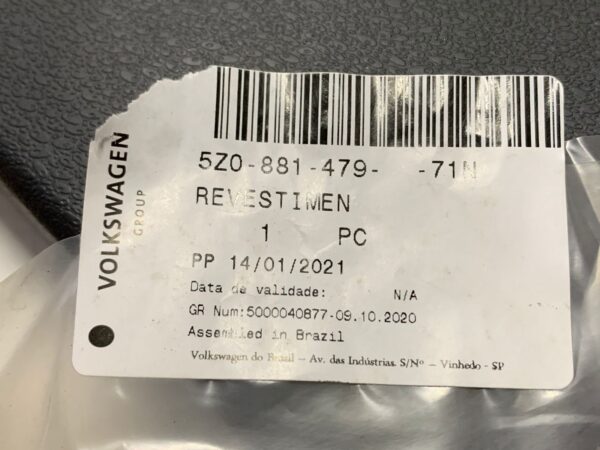 VOLKSWAGEN
GROUP
5Z0-881-479- -71N
REVESTIMEN
1 PC
PP 14/01/2021
Data de validade: N/A
GR Num:5000040877-09.10.2020
Assembled in Brazil
Volkswagen do Brasil – Av. das Indústrias. S/Nº – Vinhedo - SP